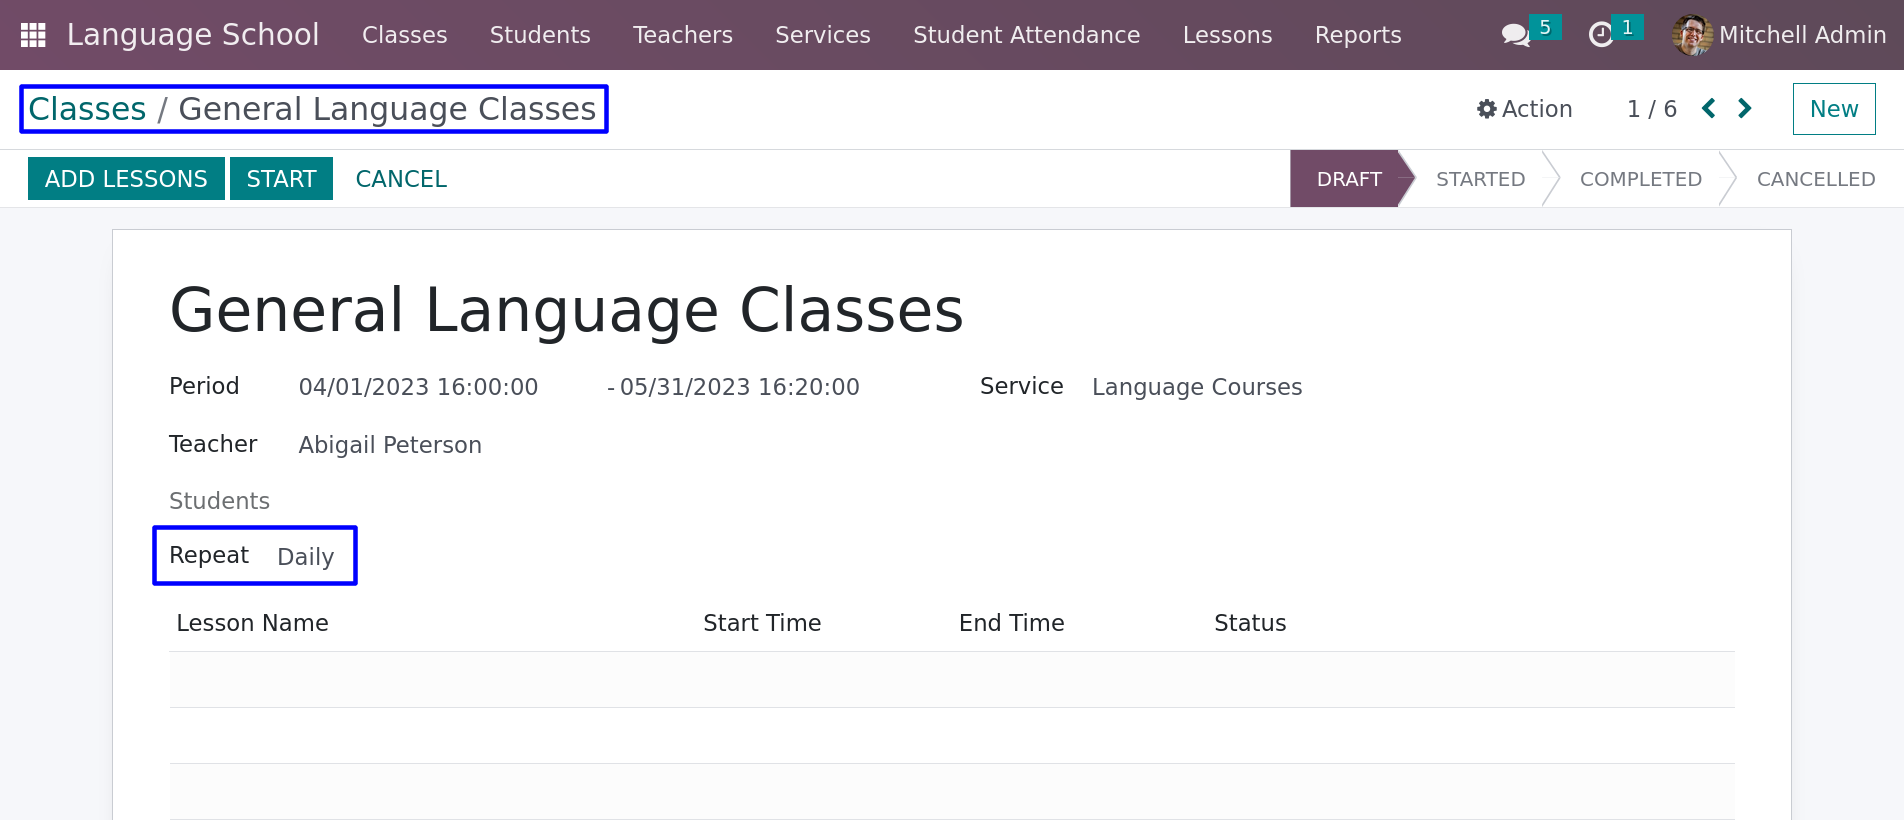 Language School Classes Students Teachers Services Student Attendance Lessons Reports 5 1 Mitchell Admin
Classes / General Language Classes Action 1 / 6 New
ADD LESSONS START CANCEL DRAFT STARTED COMPLETED CANCELLED
General Language Classes
Period 04/01/2023 16:00:00 - 05/31/2023 16:20:00 Service Language Courses
Teacher Abigail Peterson
Students
Repeat Daily
Lesson Name Start Time End Time Status